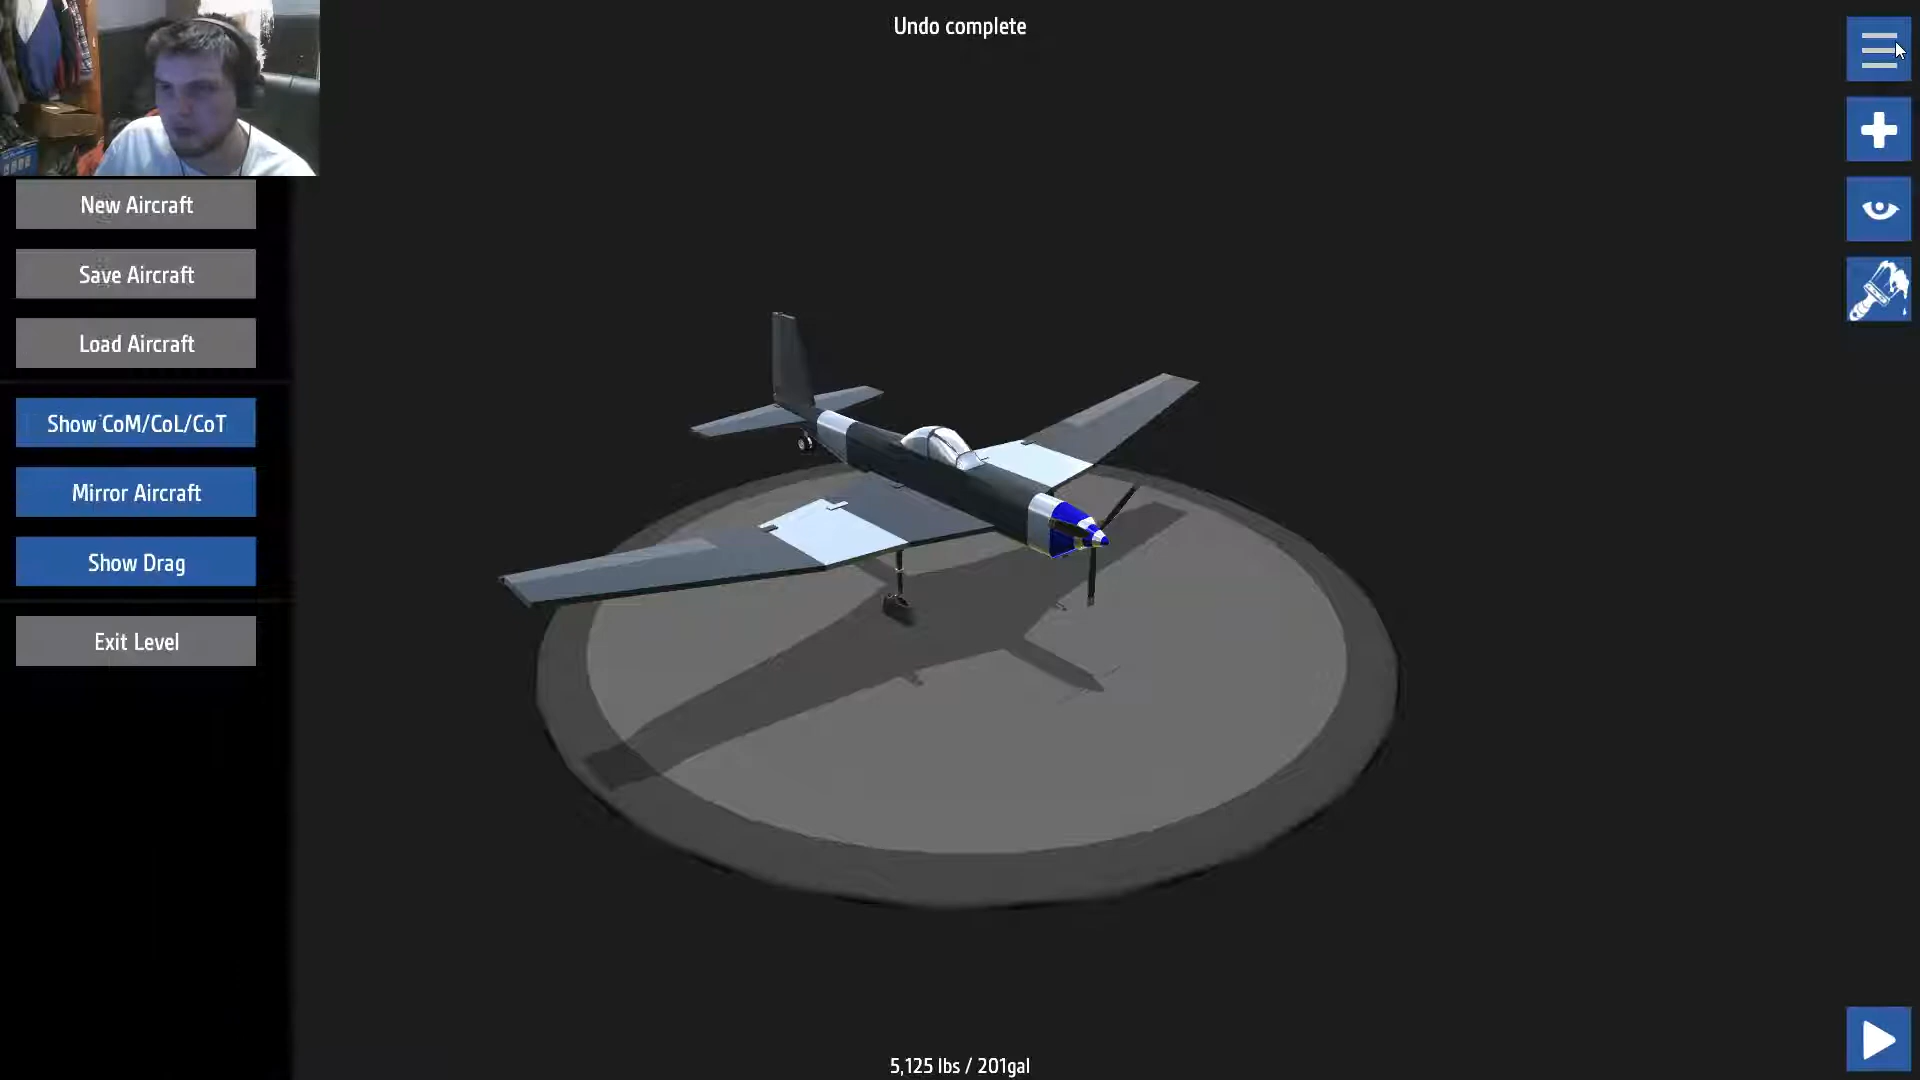 Undo complete
New Aircraft
Save Aircraft
Load Aircraft
Show CoM/CoL/CoT
Mirror Aircraft
Show Drag
Exit Level
5,125 lbs / 201gal